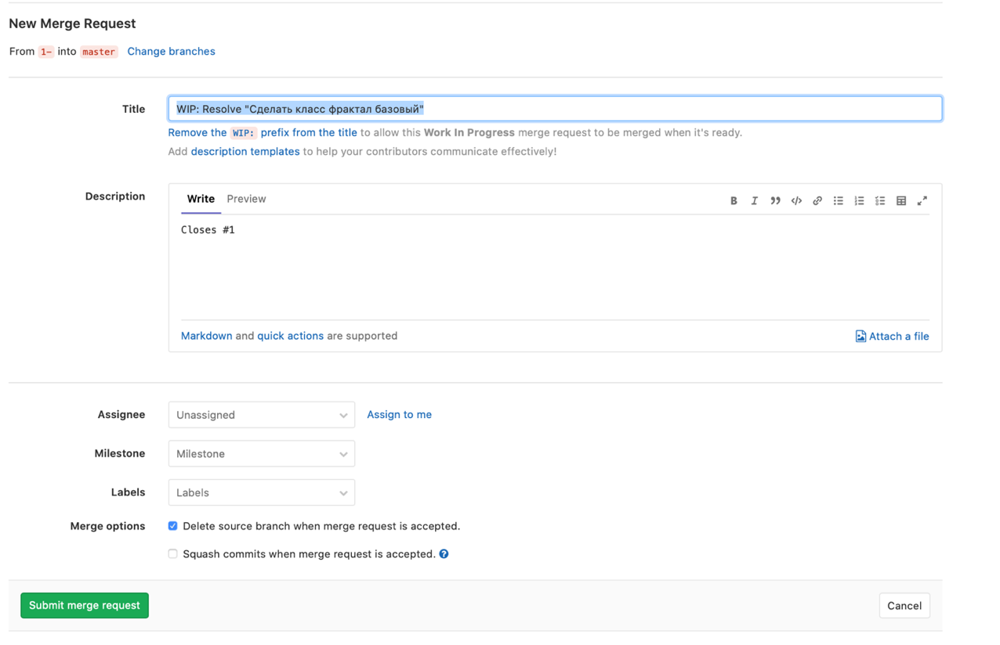 New Merge Request
From 1- into master Change branches
Title
WIP: Resolve "Сделать класс фрактал базовый"
Remove the WIP: prefix from the title to allow this Work In Progress merge request to be merged when it's ready.
Add description templates to help your contributors communicate effectively!
Description
Write Preview
Closes #1
Markdown and quick actions are supported
Attach a file
Assignee
Unassigned
Assign to me
Milestone
Milestone
Labels
Labels
Merge options
Delete source branch when merge request is accepted.
Squash commits when merge request is accepted.
Submit merge request
Cancel